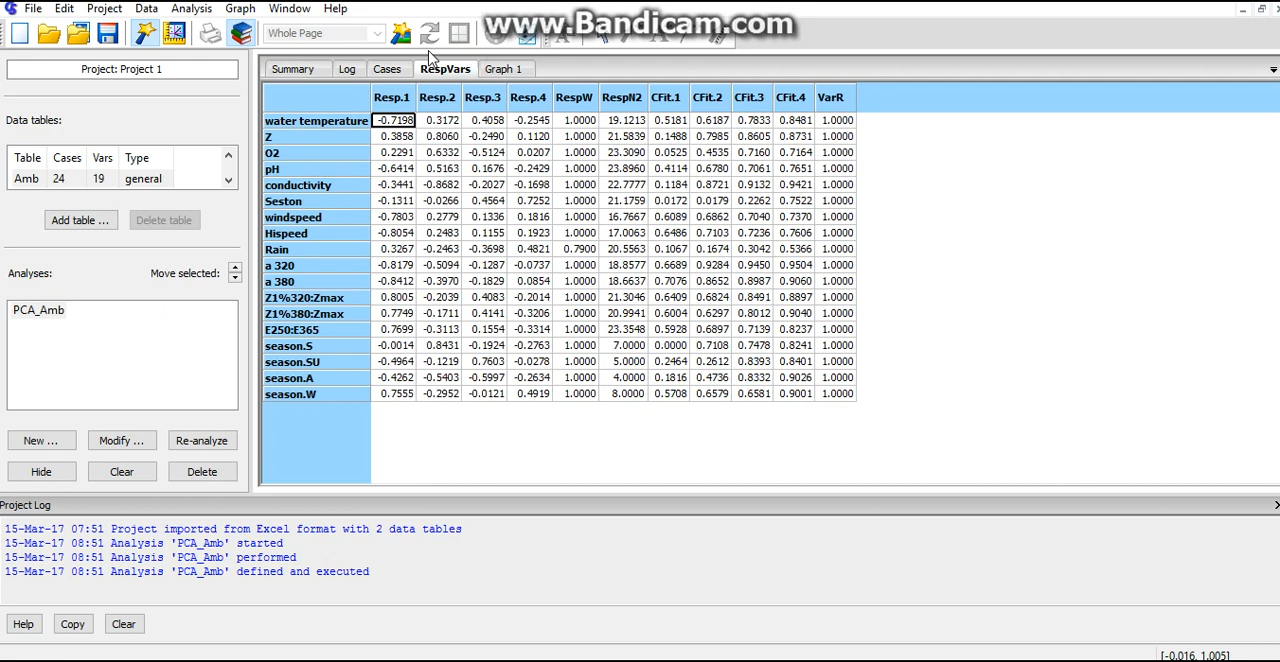 File Edit Project Data Analysis Graph Window Help
www.Bandicam.com
Whole Page
Project: Project 1
Summary Log Cases RespVars Graph 1
Data tables:
Table Cases Vars Type
Amb 24 19 general
Add table ... Delete table
Analyses: Move selected:
PCA_Amb
New ... Modify ... Re-analyze
Hide Clear Delete
Resp.1 Resp.2 Resp.3 Resp.4 RespW RespN2 CFit.1 CFit.2 CFit.3 CFit.4 VarR
water temperature -0.7198 0.3172 0.4058 -0.2545 1.0000 19.1213 0.5181 0.6187 0.7833 0.8481 1.0000
Z 0.3858 0.8060 -0.2490 0.1120 1.0000 21.5839 0.1488 0.7985 0.8605 0.8731 1.0000
O2 0.2291 0.6332 -0.5124 0.0207 1.0000 23.3090 0.0525 0.4535 0.7160 0.7164 1.0000
pH -0.6414 0.5163 0.1676 -0.2429 1.0000 23.8960 0.4114 0.6780 0.7061 0.7651 1.0000
conductivity -0.3441 -0.8682 -0.2027 -0.1698 1.0000 22.7777 0.1184 0.8721 0.9132 0.9421 1.0000
Seston -0.1311 -0.0266 0.4564 0.7252 1.0000 21.1759 0.0172 0.0179 0.2262 0.7522 1.0000
windspeed -0.7803 0.2779 0.1336 0.1816 1.0000 16.7667 0.6089 0.6862 0.7040 0.7370 1.0000
Hispeed -0.8054 0.2483 0.1155 0.1923 1.0000 17.0063 0.6486 0.7103 0.7236 0.7606 1.0000
Rain 0.3267 -0.2463 -0.3698 0.4821 0.7900 20.5563 0.1067 0.1674 0.3042 0.5366 1.0000
a 320 -0.8179 -0.5094 -0.1287 -0.0737 1.0000 18.8577 0.6689 0.9284 0.9450 0.9504 1.0000
a 380 -0.8412 -0.3970 -0.1829 0.0854 1.0000 18.6637 0.7076 0.8652 0.8987 0.9060 1.0000
Z1%320:Zmax 0.8005 -0.2039 0.4083 -0.2014 1.0000 21.3046 0.6409 0.6824 0.8491 0.8897 1.0000
Z1%380:Zmax 0.7749 -0.1711 0.4141 -0.3206 1.0000 20.9941 0.6004 0.6297 0.8012 0.9040 1.0000
E250:E365 0.7699 -0.3113 0.1554 -0.3314 1.0000 23.3548 0.5928 0.6897 0.7139 0.8237 1.0000
season.S -0.0014 0.8431 -0.1924 -0.2763 1.0000 7.0000 0.0000 0.7108 0.7478 0.8241 1.0000
season.SU -0.4964 -0.1219 0.7603 -0.0278 1.0000 5.0000 0.2464 0.2612 0.8393 0.8401 1.0000
season.A -0.4262 -0.5403 -0.5997 -0.2634 1.0000 4.0000 0.1816 0.4736 0.8332 0.9026 1.0000
season.W 0.7555 -0.2952 -0.0121 0.4919 1.0000 8.0000 0.5708 0.6579 0.6581 0.9001 1.0000
Project Log
15-Mar-17 07:51 Project imported from Excel format with 2 data tables
15-Mar-17 08:51 Analysis 'PCA_Amb' started
15-Mar-17 08:51 Analysis 'PCA_Amb' performed
15-Mar-17 08:51 Analysis 'PCA_Amb' defined and executed
Help Copy Clear
[-0.016, 1.005]